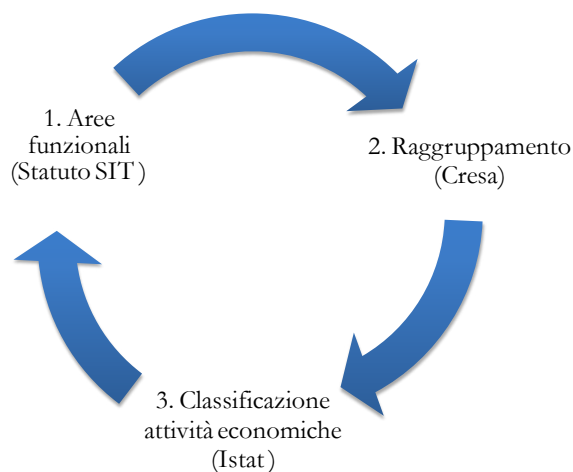 1. Aree
funzionali
(Statuto SIT )
2. Raggruppamento
(Cresa)
3. Classificazione
attività economiche
(Istat )